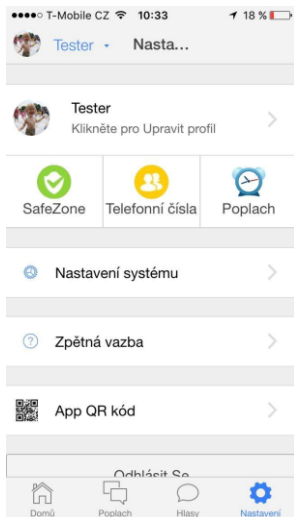 T-Mobile CZ 10:33 18 %
Tester Nasta...
Tester
Klikněte pro Upravit profil
SafeZone Telefonní čísla Poplach
Nastavení systému
Zpětná vazba
App QR kód
Odhlásit Se
Domů Poplach Hlasy Nastavení